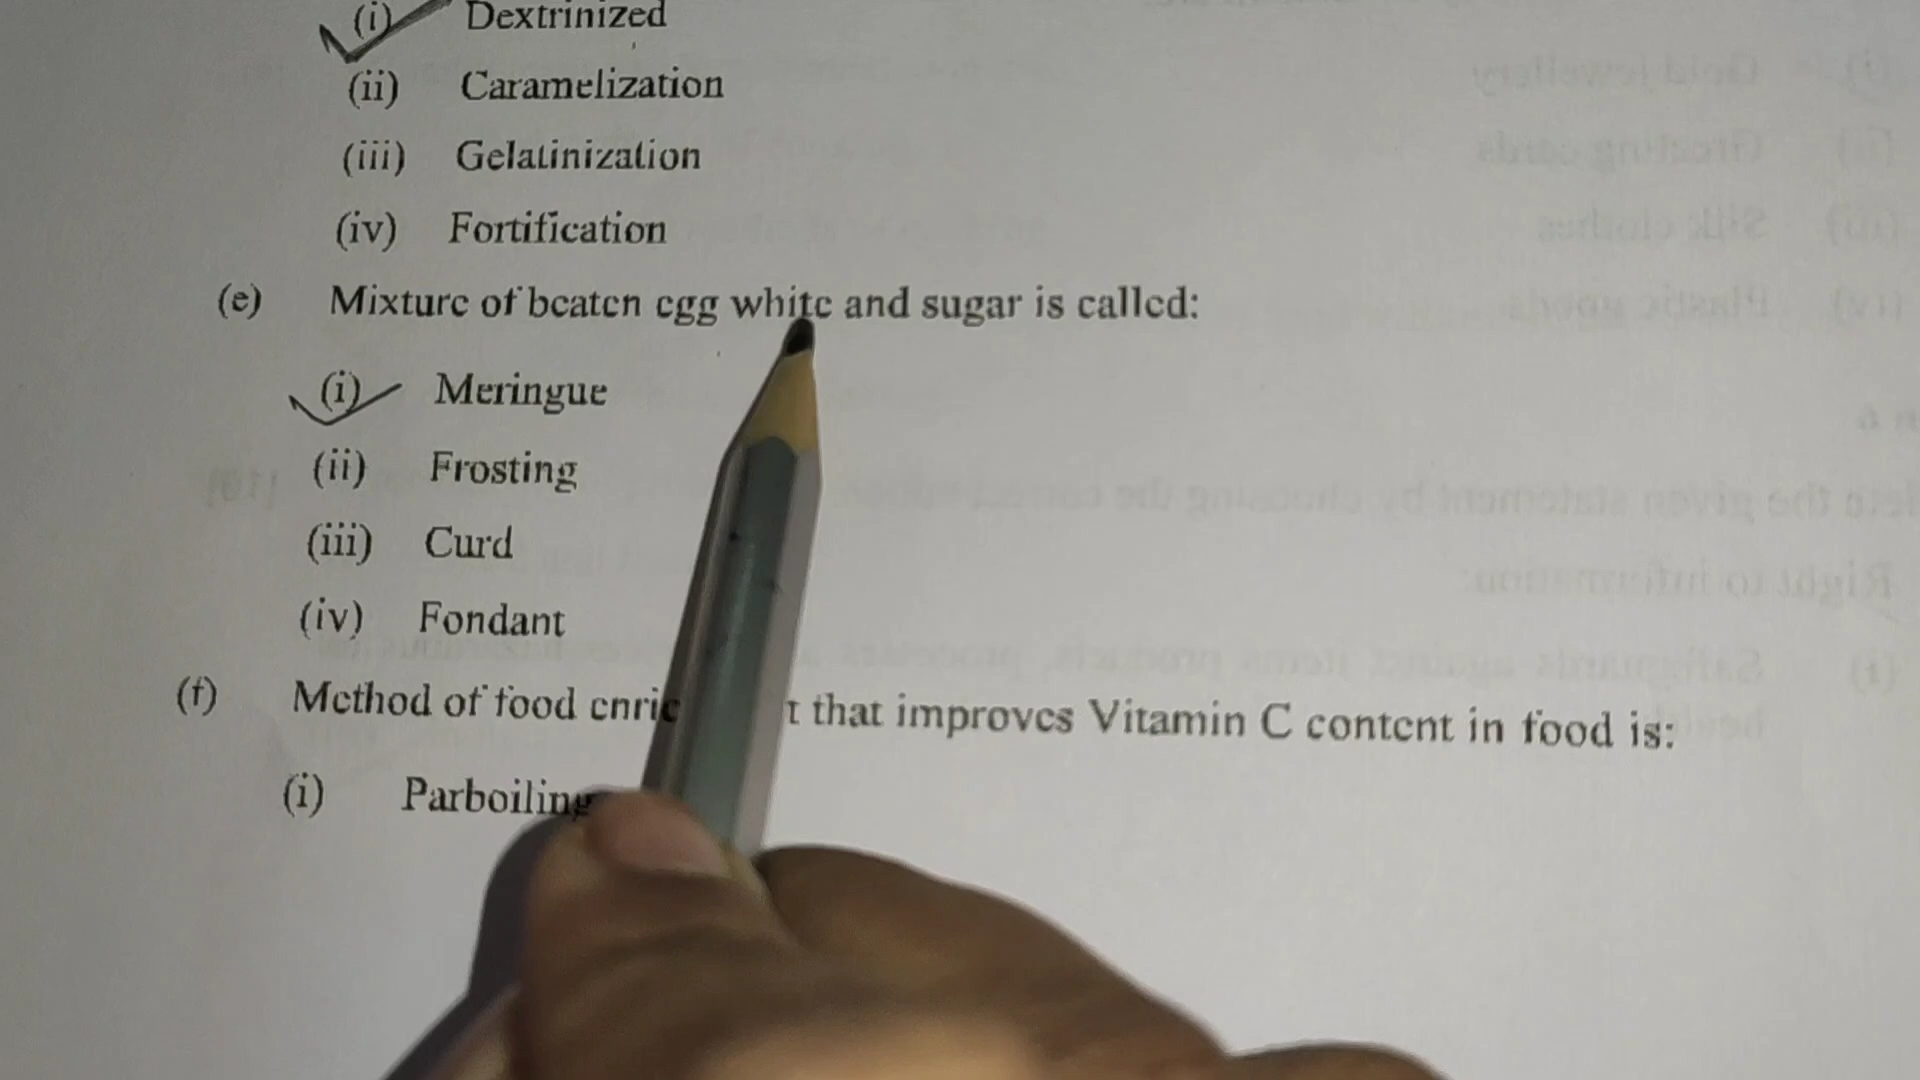 (i) Dextrinized
(ii) Caramelization
(iii) Gelatinization
(iv) Fortification
(e) Mixture of beaten egg white and sugar is called:
(i) Meringue
(ii) Frosting
(iii) Curd
(iv) Fondant
(f) Method of food that improves Vitamin C content in food is:
(i) Parboiling